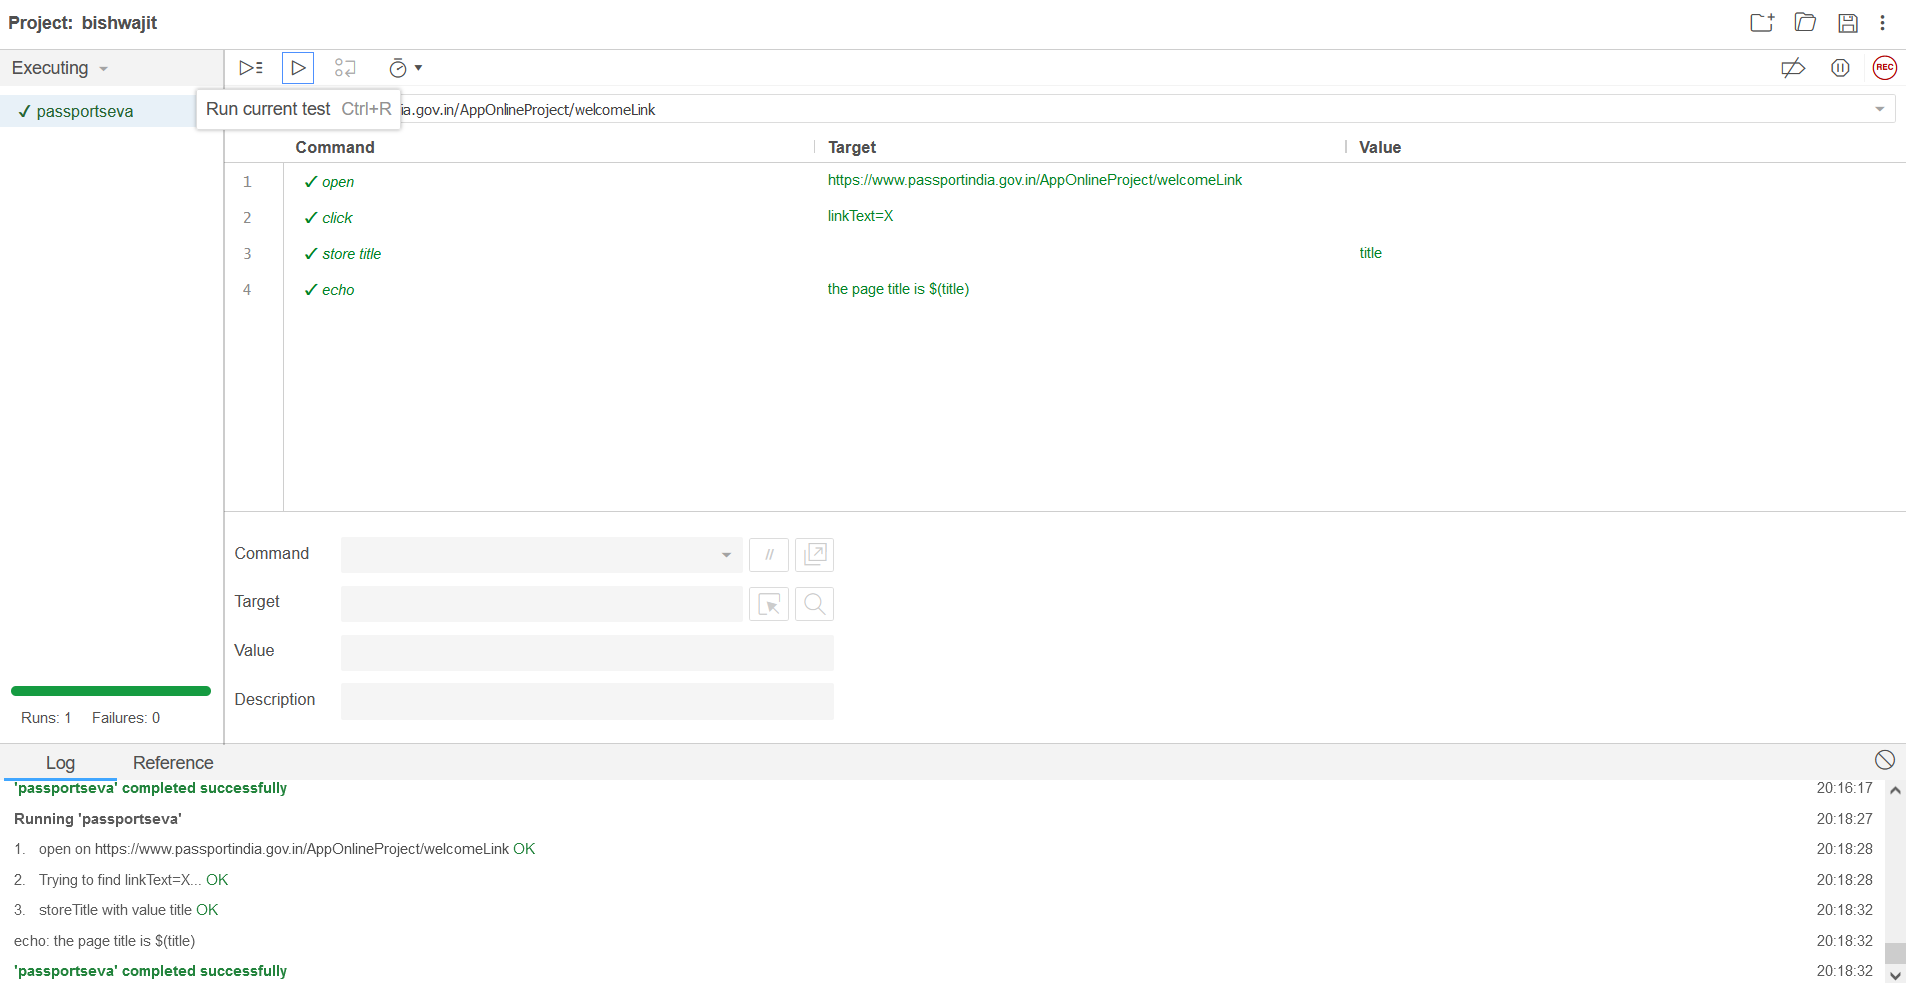 Project: bishwajit
Executing
REC
✓ passportseva
Run current test Ctrl+R
ia.gov.in/AppOnlineProject/welcomeLink
Command Target Value
1 ✓ open https://www.passportindia.gov.in/AppOnlineProject/welcomeLink
2 ✓ click linkText=X
3 ✓ store title title
4 ✓ echo the page title is $(title)
Command //
Target
Value
Description
Runs: 1 Failures: 0
Log Reference
'passportseva' completed successfully 20:16:17
Running 'passportseva' 20:18:27
1. open on https://www.passportindia.gov.in/AppOnlineProject/welcomeLink OK 20:18:28
2. Trying to find linkText=X... OK 20:18:28
3. storeTitle with value title OK 20:18:32
echo: the page title is $(title) 20:18:32
'passportseva' completed successfully 20:18:32